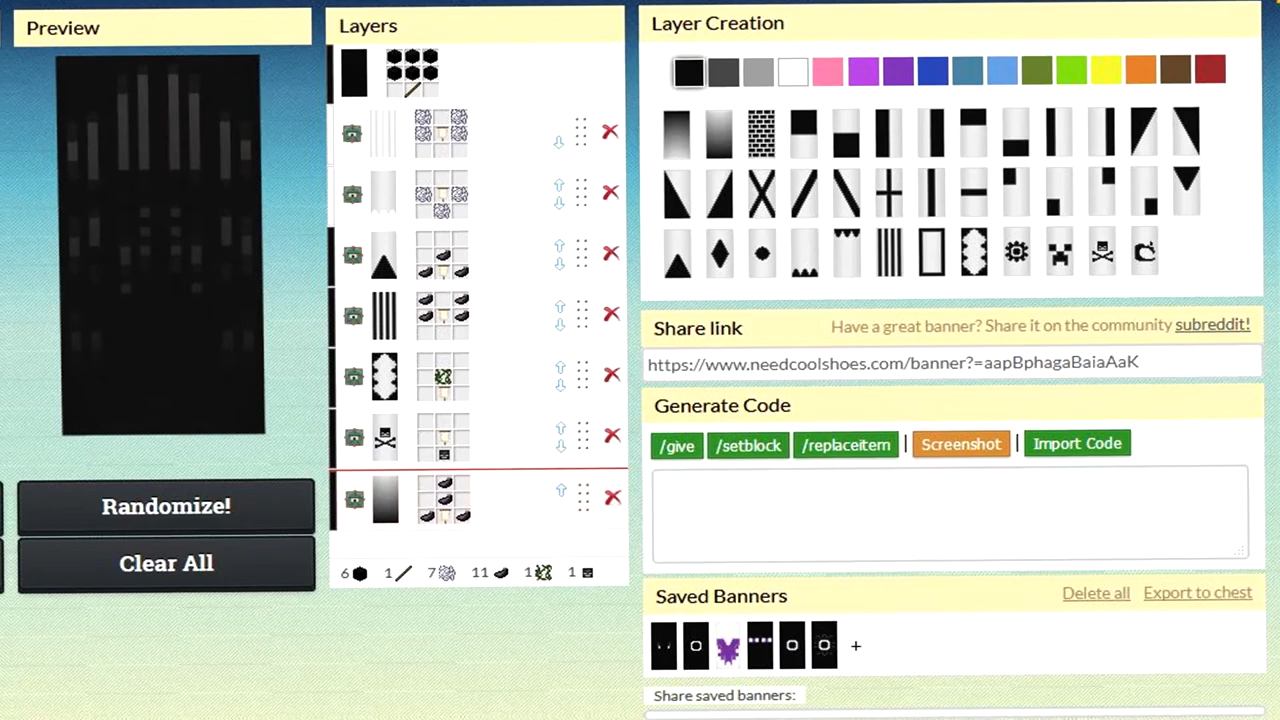 Preview
Randomize!
Clear All
Layers
6 1 7 11 1 1
Layer Creation
Share link
Have a great banner? Share it on the community subreddit!
https://www.needcoolshoes.com/banner?=aapBphagaBaiaAaK
Generate Code
/give /setblock /replaceitem | Screenshot | Import Code
Saved Banners
Delete all Export to chest
+
Share saved banners: